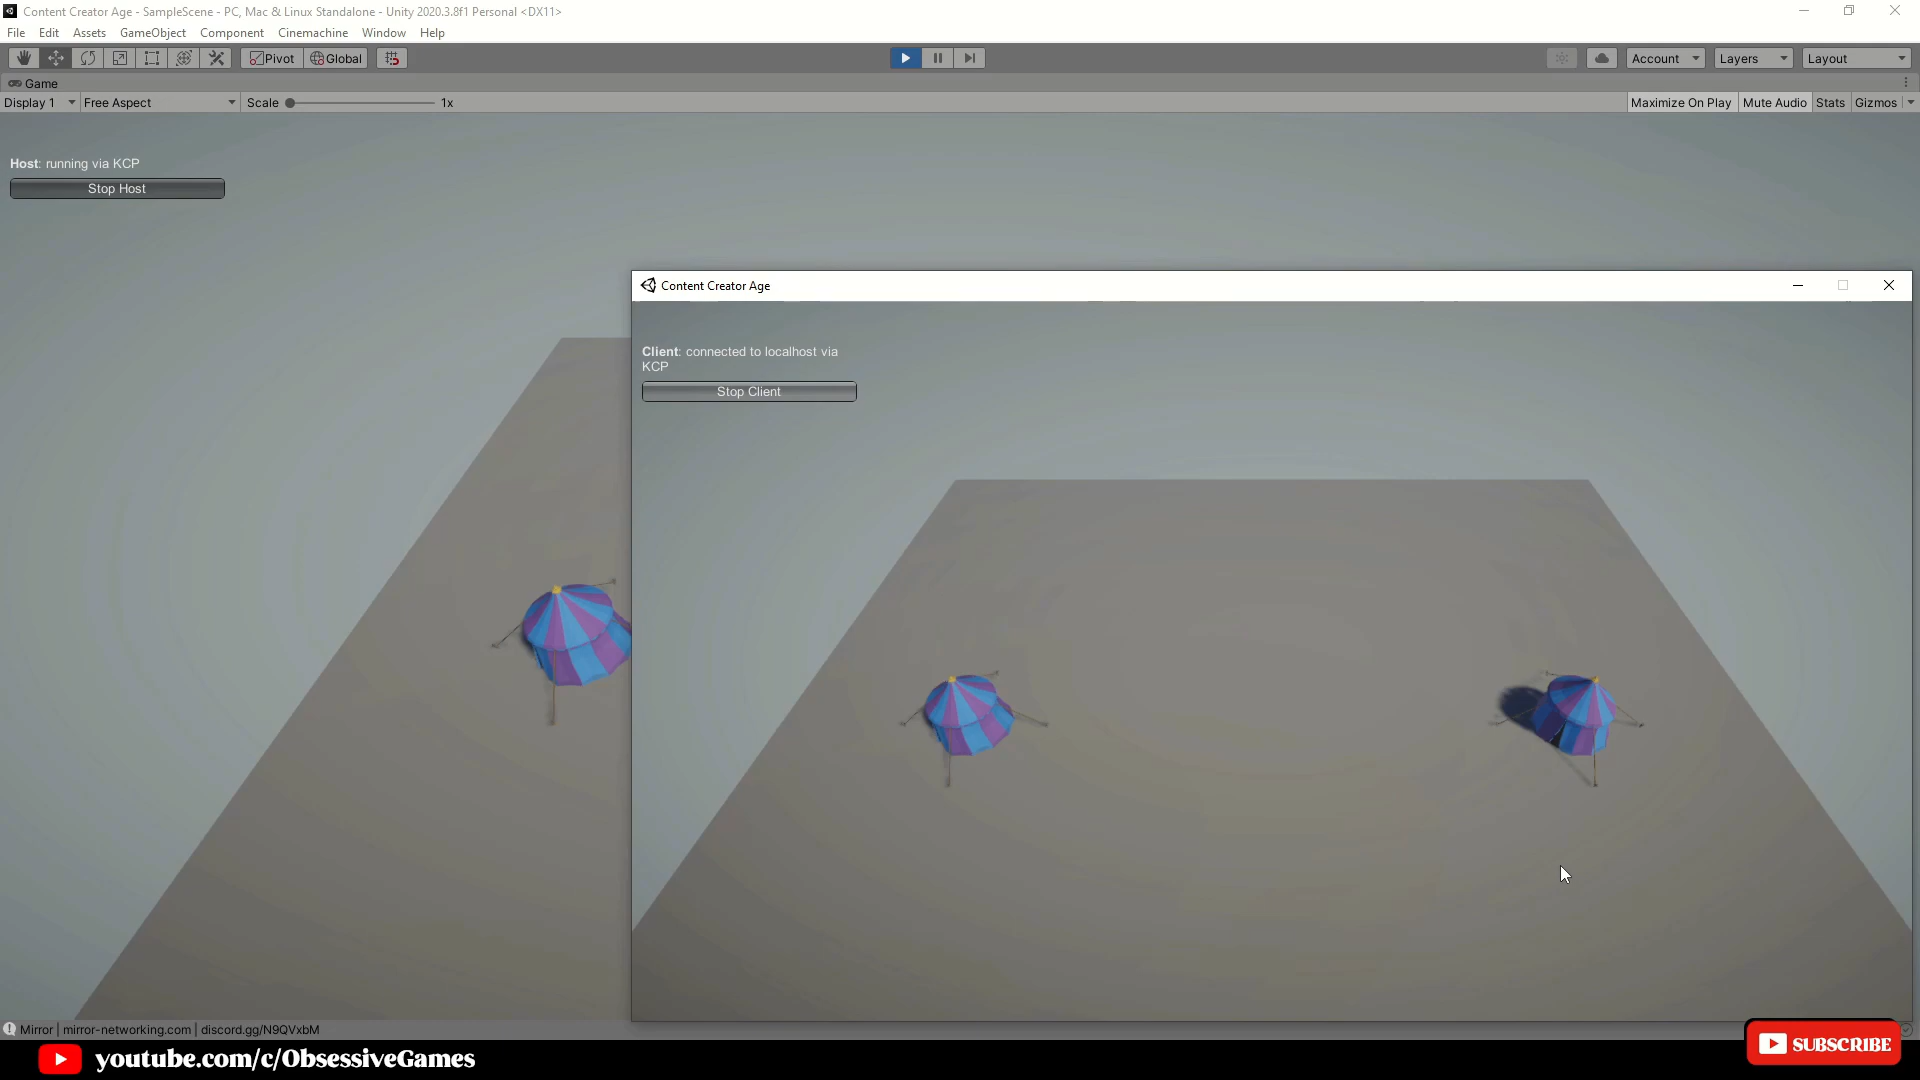 Content Creator Age - SampleScene - PC, Mac & Linux Standalone - Unity 2020.3.8f1 Personal <DX11>
File Edit Assets GameObject Component Cinemachine Window Help
Pivot Global Account Layers Layout
Game
Display 1 Free Aspect Scale 1x Maximize On Play Mute Audio Stats Gizmos
Host: running via KCP
Stop Host
Content Creator Age
Client: connected to localhost via
KCP
Stop Client
Mirror | mirror-networking.com | discord.gg/N9QVxbM
youtube.com/c/ObsessiveGames
SUBSCRIBE